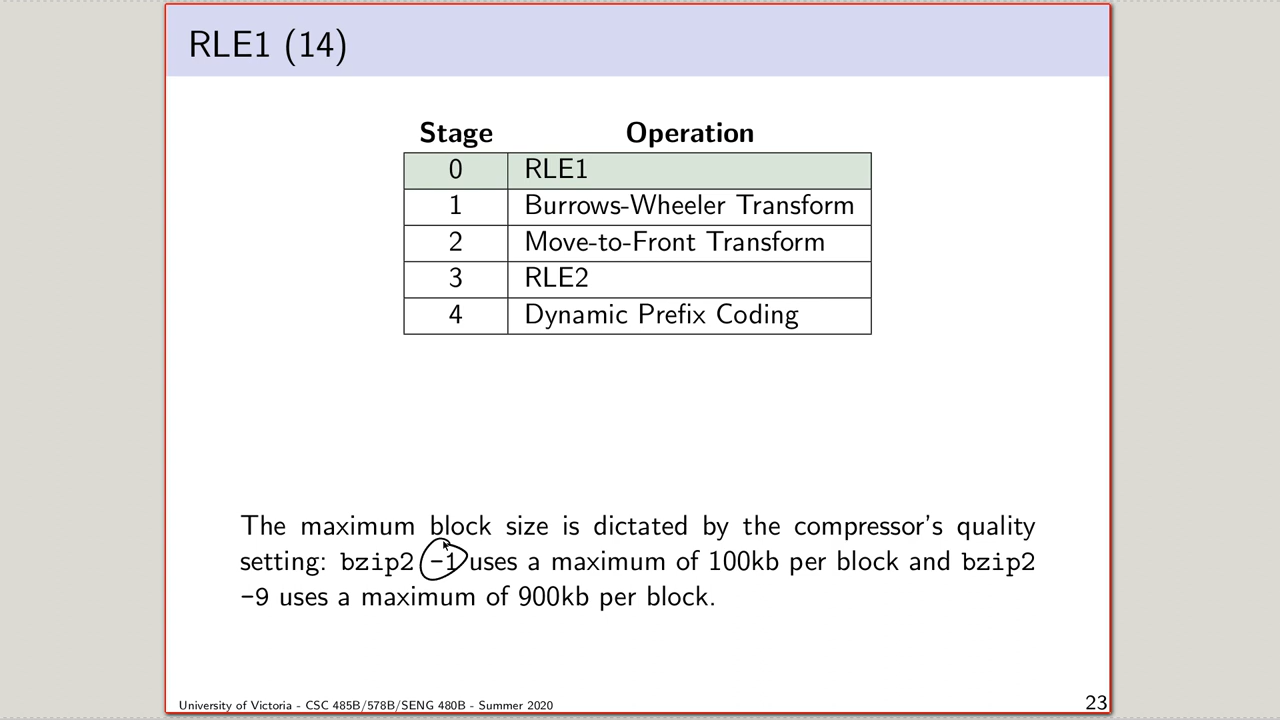 RLE1 (14)
Stage Operation
0 RLE1
1 Burrows-Wheeler Transform
2 Move-to-Front Transform
3 RLE2
4 Dynamic Prefix Coding
The maximum block size is dictated by the compressor's quality
setting: bzip2 -1 uses a maximum of 100kb per block and bzip2
-9 uses a maximum of 900kb per block.
University of Victoria - CSC 485B/578B/SENG 480B - Summer 2020
23